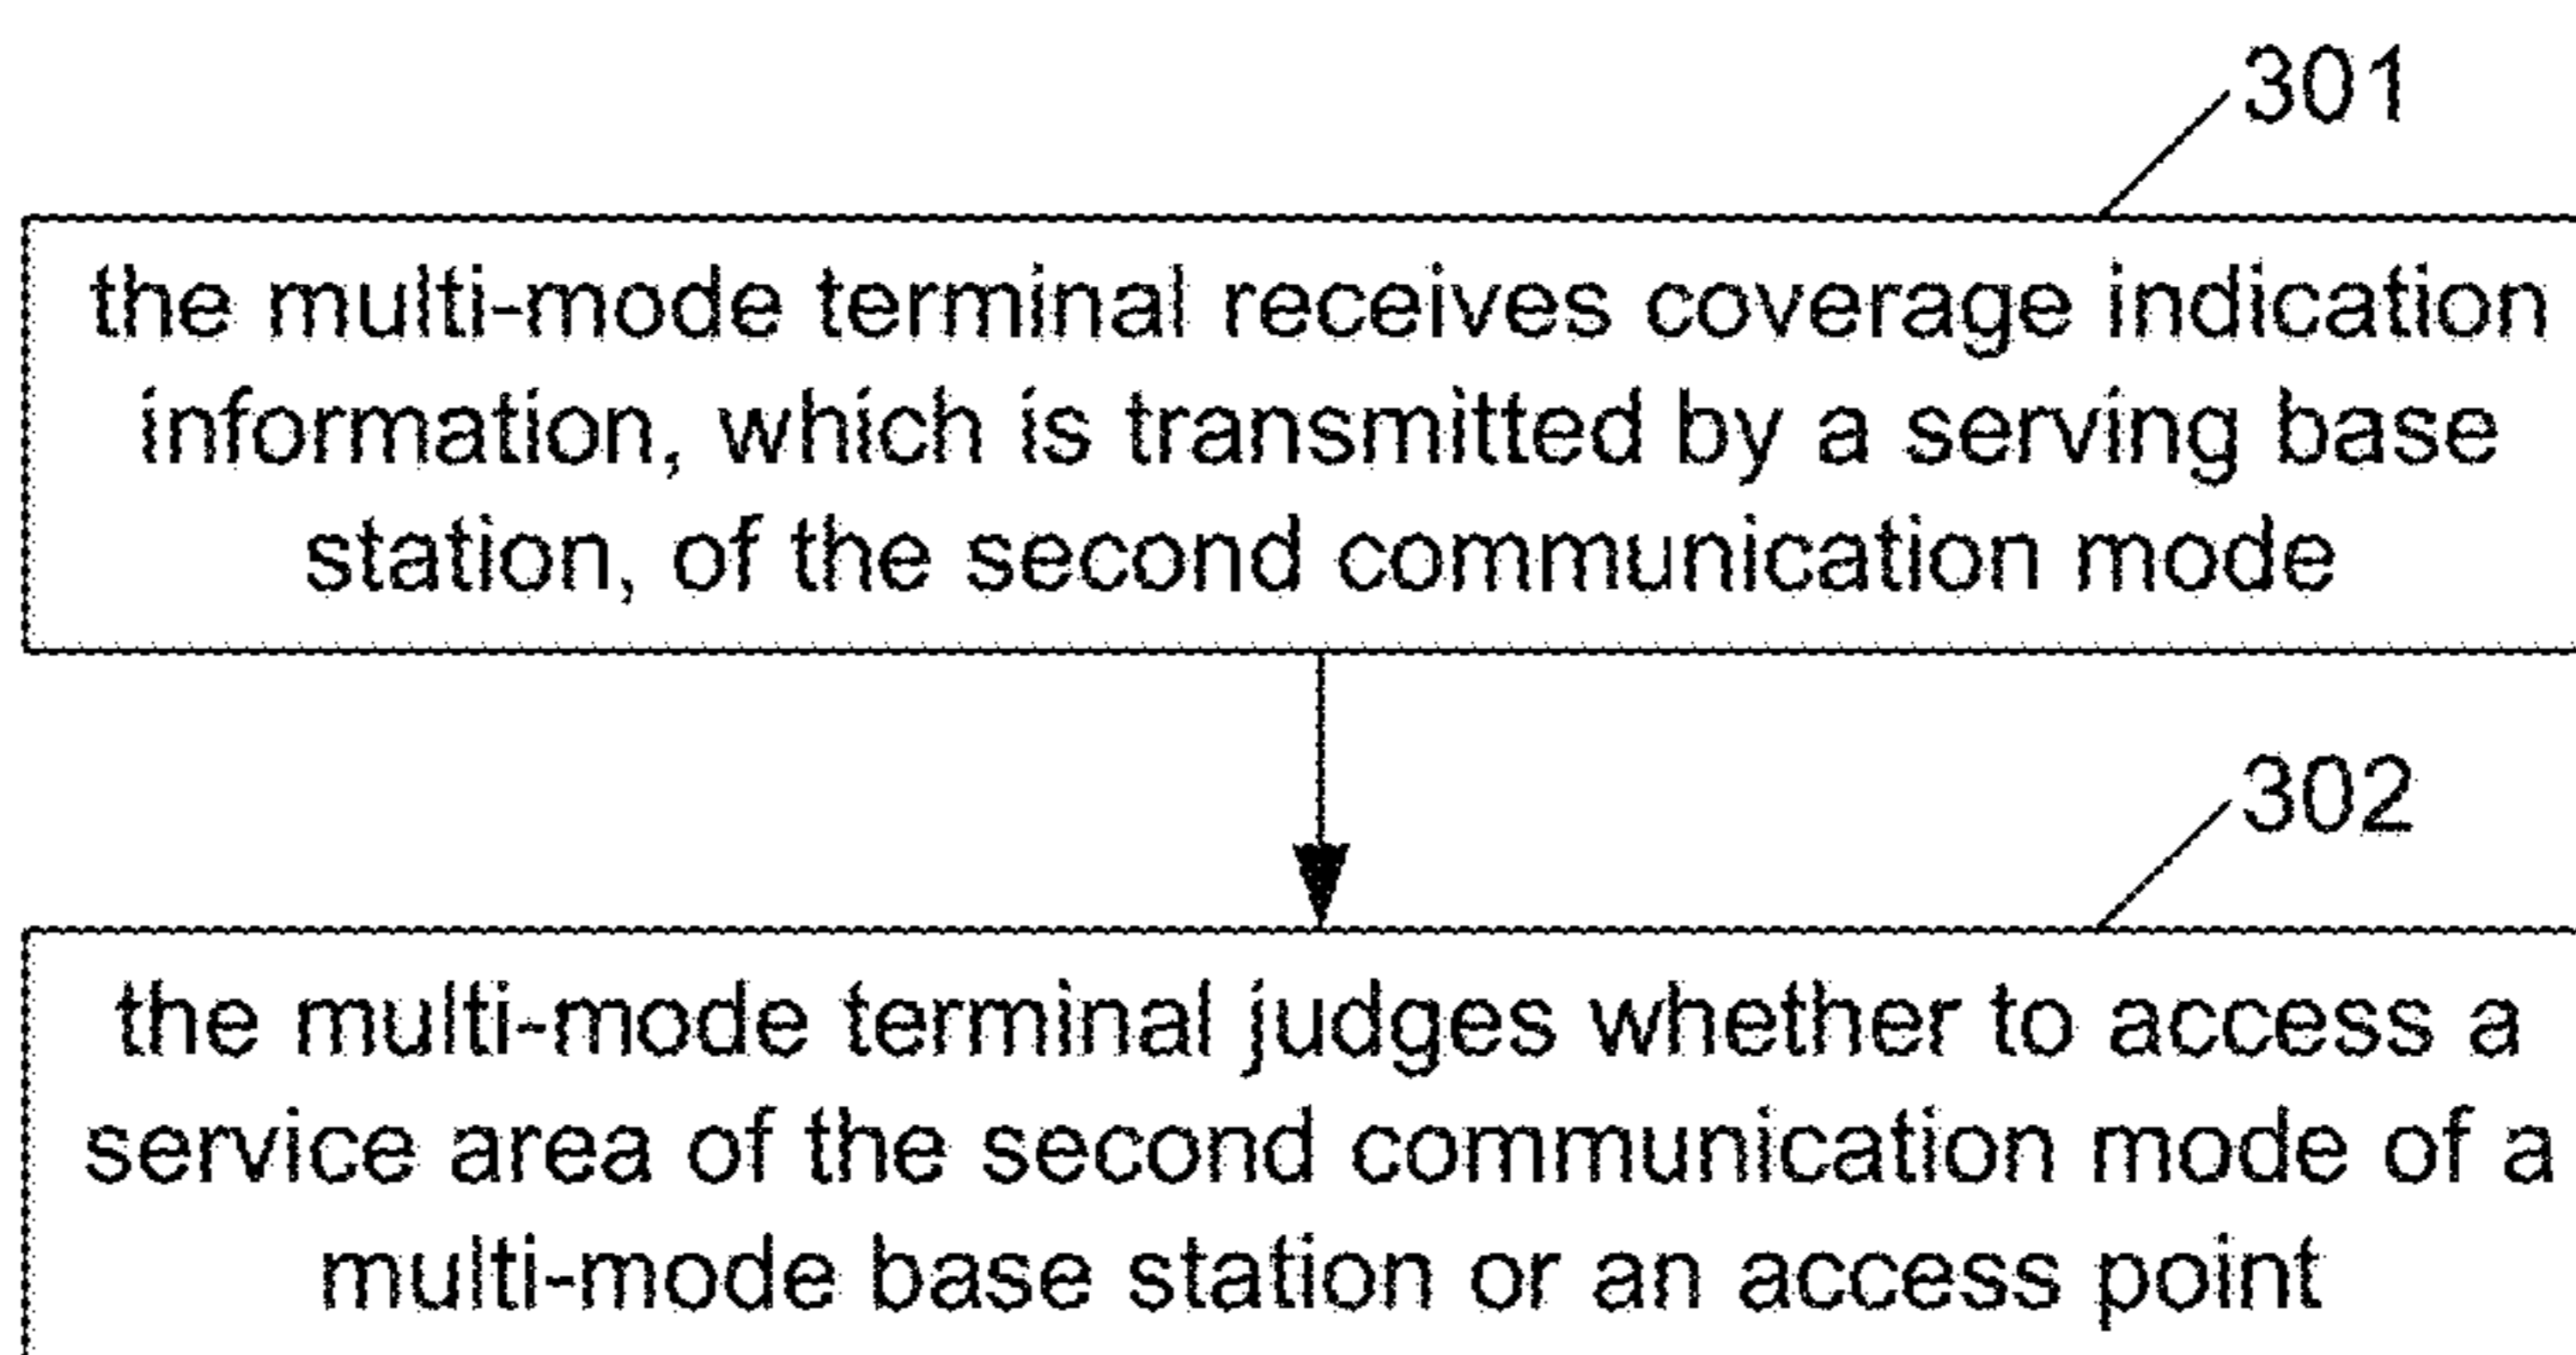 301
the multi-mode terminal receives coverage indication
information, which is transmitted by a serving base
station, of the second communication mode
302
the multi-mode terminal judges whether to access a
service area of the second communication mode of a
multi-mode base station or an access point